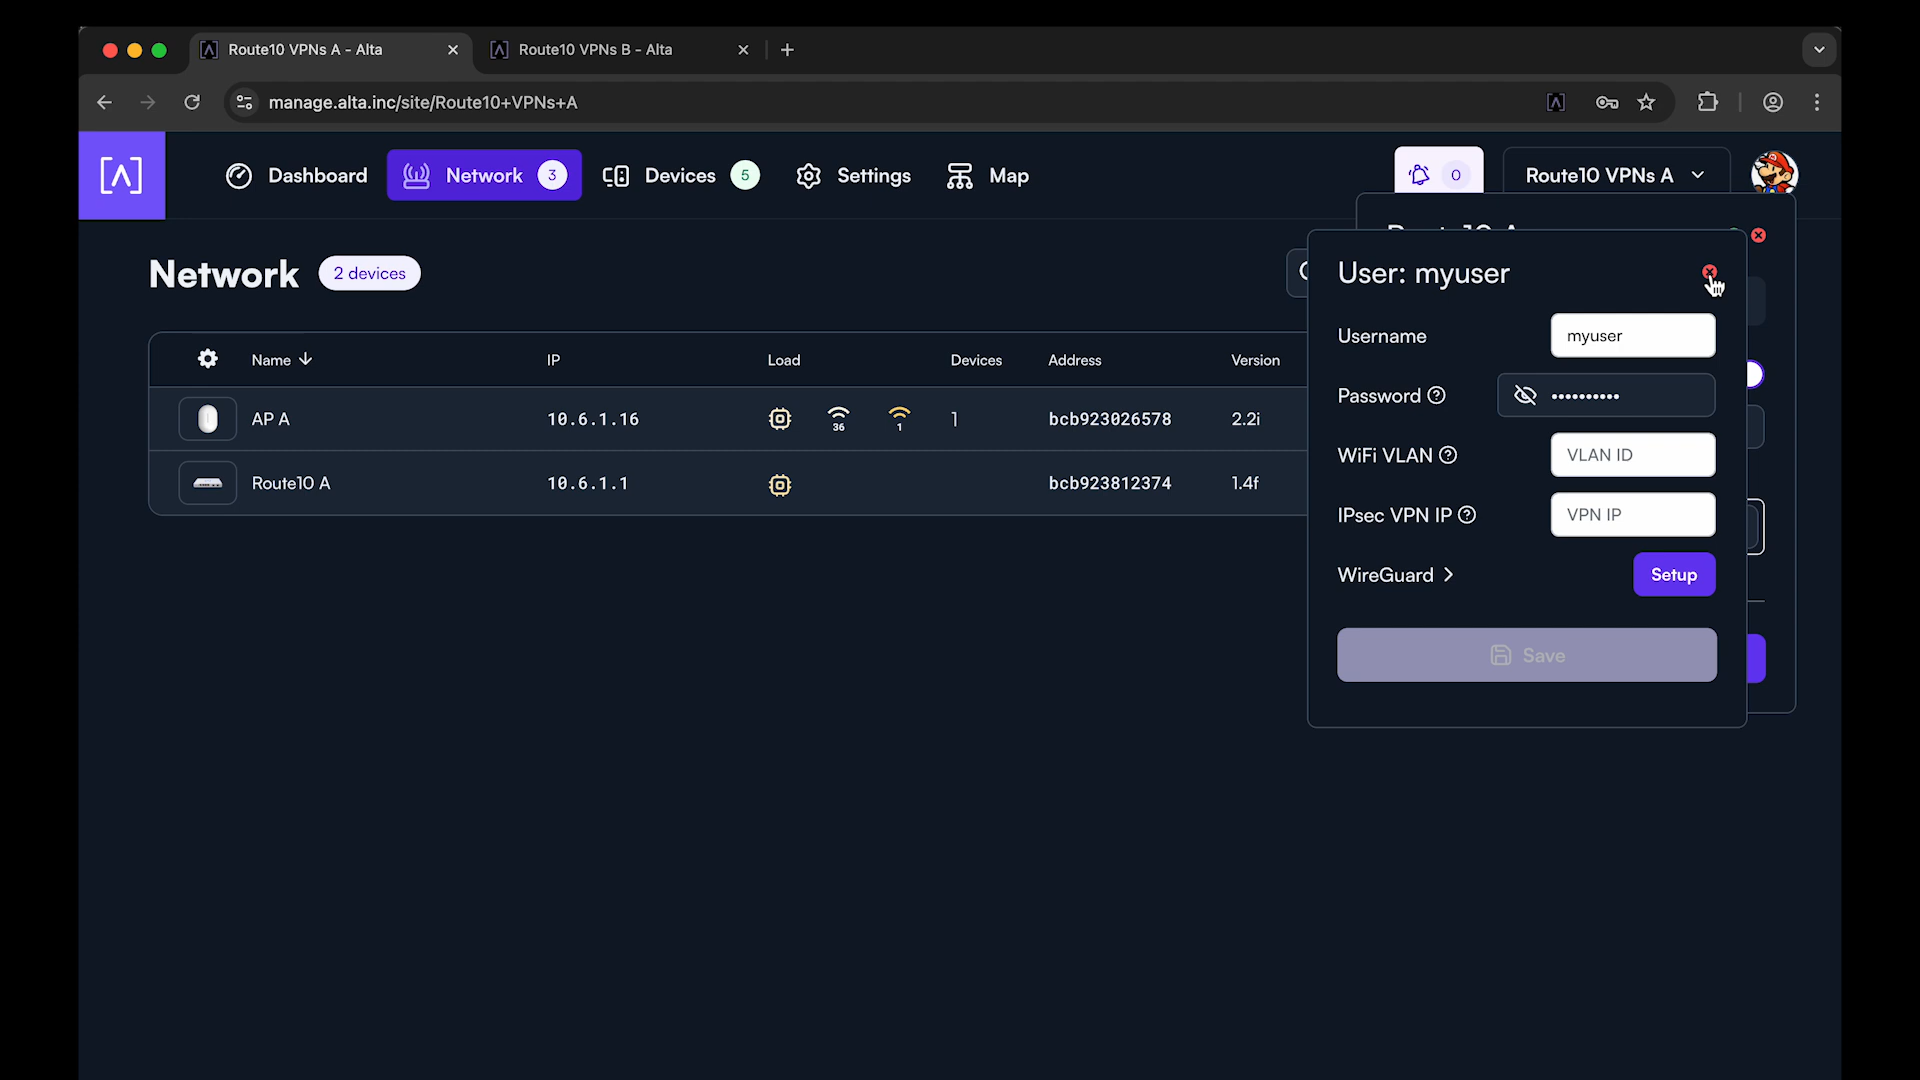 Route10 VPNs A - Alta
Route10 VPNs B - Alta
manage.alta.inc/site/Route10+VPNs+A
Dashboard
Network 3
Devices 5
Settings
Map
0
Route10 VPNs A
Network 2 devices
Name IP Load Devices Address Version
AP A 10.6.1.16 36 1 1 bcb923026578 2.2i
Route10 A 10.6.1.1 bcb923812374 1.4f
Route10 A
User: myuser
Username myuser
Password ••••••••••
WiFi VLAN VLAN ID
IPsec VPN IP VPN IP
WireGuard Setup
Save